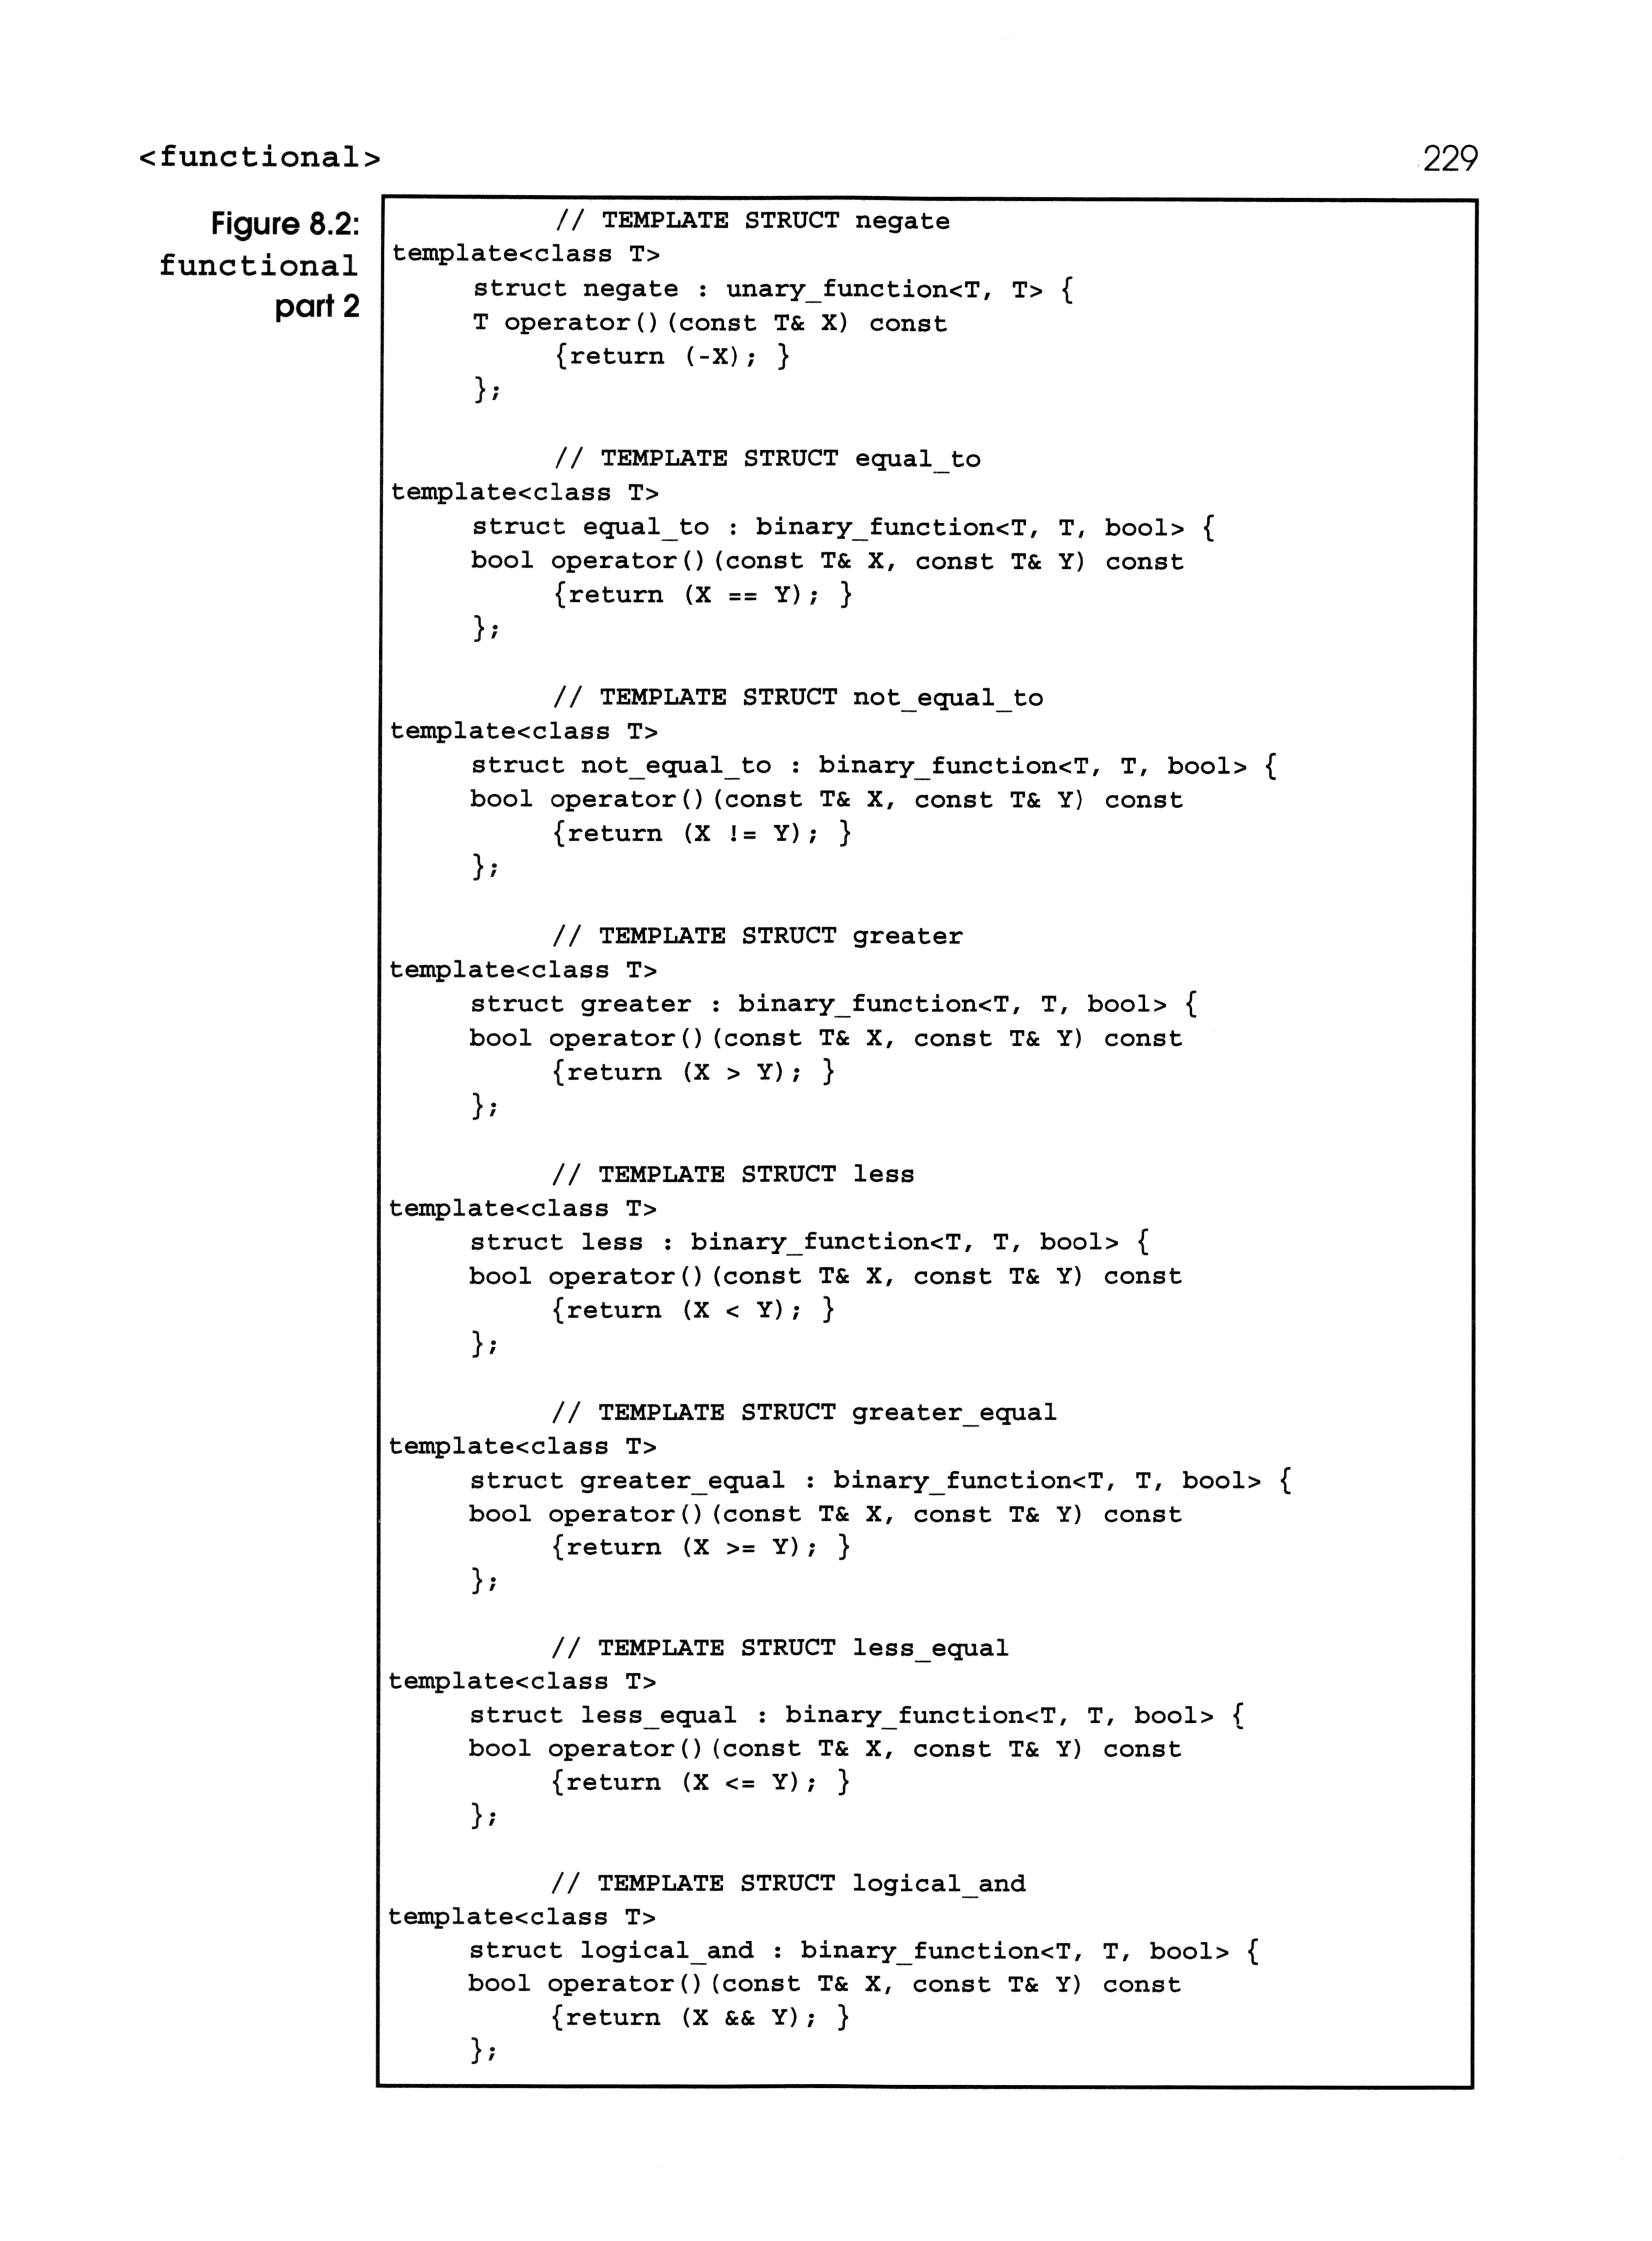 <functional>
229
Figure 8.2:
functional
part 2
// TEMPLATE STRUCT negate
template<class T>
struct negate : unary_function<T, T> {
T operator()(const T& X) const
{return (-X); }
};
// TEMPLATE STRUCT equal_to
template<class T>
struct equal_to : binary_function<T, T, bool> {
bool operator()(const T& X, const T& Y) const
{return (X == Y); }
};
// TEMPLATE STRUCT not_equal_to
template<class T>
struct not_equal_to : binary_function<T, T, bool> {
bool operator()(const T& X, const T& Y) const
{return (X != Y); }
};
// TEMPLATE STRUCT greater
template<class T>
struct greater : binary_function<T, T, bool> {
bool operator()(const T& X, const T& Y) const
{return (X > Y); }
};
// TEMPLATE STRUCT less
template<class T>
struct less : binary_function<T, T, bool> {
bool operator()(const T& X, const T& Y) const
{return (X < Y); }
};
// TEMPLATE STRUCT greater_equal
template<class T>
struct greater_equal : binary_function<T, T, bool> {
bool operator()(const T& X, const T& Y) const
{return (X >= Y); }
};
// TEMPLATE STRUCT less_equal
template<class T>
struct less_equal : binary_function<T, T, bool> {
bool operator()(const T& X, const T& Y) const
{return (X <= Y); }
};
// TEMPLATE STRUCT logical_and
template<class T>
struct logical_and : binary_function<T, T, bool> {
bool operator()(const T& X, const T& Y) const
{return (X && Y); }
};